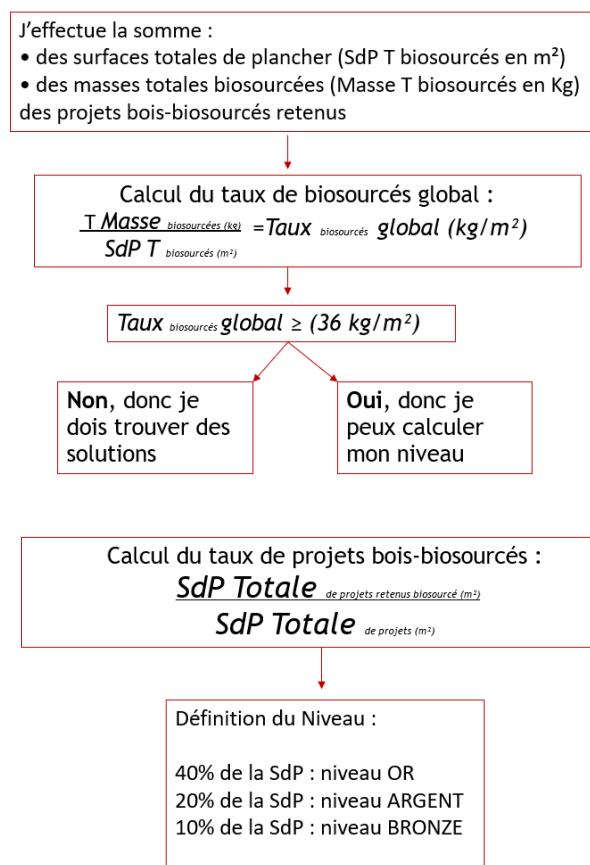 J’effectue la somme :
• des surfaces totales de plancher (SdP T biosourcés en m²)
• des masses totales biosourcées (Masse T biosourcés en Kg)
des projets bois-biosourcés retenus
Calcul du taux de biosourcés global :
T Masse biosourcées (kg) =Taux biosourcés global (kg/m²)
SdP T biosourcés (m²)
Taux biosourcés global ≥ (36 kg/m²)
Non, donc je
dois trouver des
solutions
Oui, donc je
peux calculer
mon niveau
Calcul du taux de projets bois-biosourcés :
SdP Totale de projets retenus biosourcé (m²)
SdP Totale de projets (m²)
Définition du Niveau :
40% de la SdP : niveau OR
20% de la SdP : niveau ARGENT
10% de la SdP : niveau BRONZE